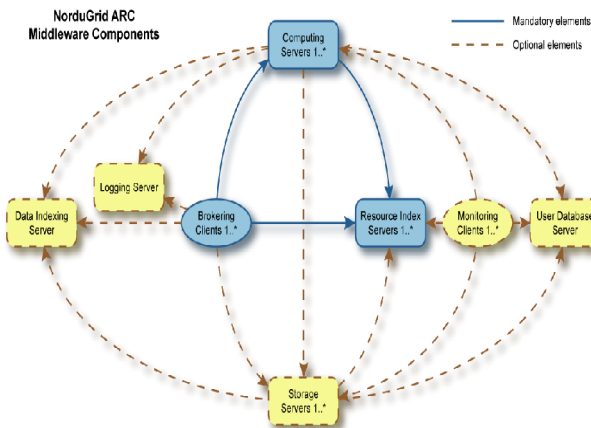 NorduGrid ARC
Middleware Components
Computing
Servers 1..*
Mandatory elements
Optional elements
Logging Server
Data Indexing
Server
Brokering
Clients 1..*
Resource Index
Servers 1..*
Monitoring
Clients 1..*
User Database
Server
Storage
Servers 1..*